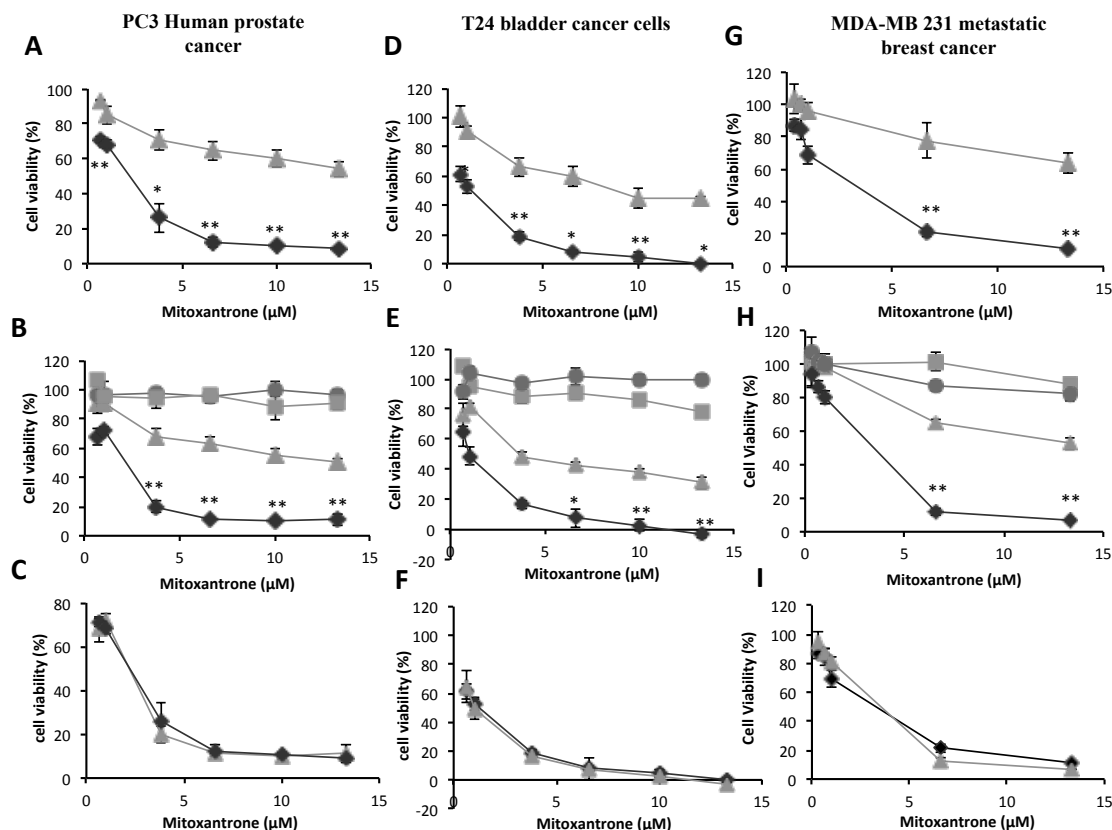 PC3 Human prostate
cancer
T24 bladder cancer cells
MDA-MB 231 metastatic
breast cancer
A
Cell viability (%)
100
80
60
40
20
0
** * ** ** **
0 5 10 15
Mitoxantrone (µM)
D
Cell viability (%)
120
100
80
60
40
20
0
* ** * ** *
0 5 10 15
Mitoxantrone (µM)
G
Cell Viability (%)
120
100
80
60
40
20
0
** **
0 5 10 15
Mitoxantrone (µM)
B
Cell viability (%)
120
100
80
60
40
20
0
** ** ** **
0 5 10 15
Mitoxantrone (µM)
E
Cell viability (%)
120
100
80
60
40
20
0
-20
* ** **
0 5 10 15
Mitoxantrone (µM)
H
Cell Viability (%)
120
100
80
60
40
20
0
** **
0 5 10 15
Mitoxantrone (µM)
C
cell viability (%)
80
60
40
20
0
0 5 10 15
Mitoxantrone (µM)
F
cell viability (%)
120
100
80
60
40
20
0
-20
0 5 10 15
Mitoxantrone (µM)
I
Cell Viability (%)
120
100
80
60
40
20
0
0 5 10 15
Mitoxantrone (µM)